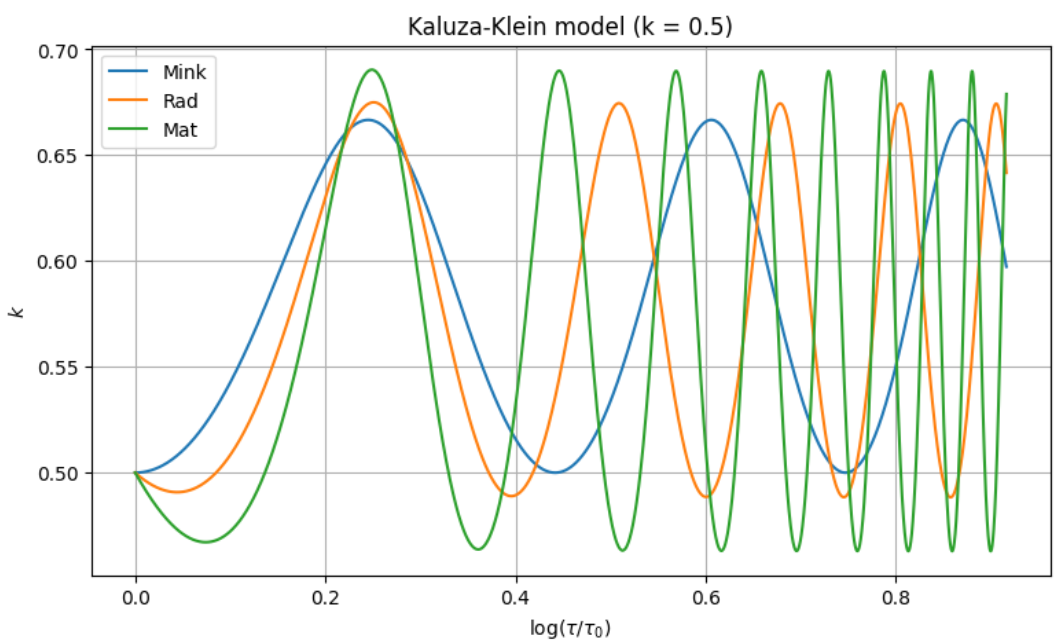 Kaluza-Klein model (k = 0.5)
Mink
Rad
Mat
0.70
0.65
0.60
0.55
0.50
k
0.0 0.2 0.4 0.6 0.8
log(τ/τ₀)